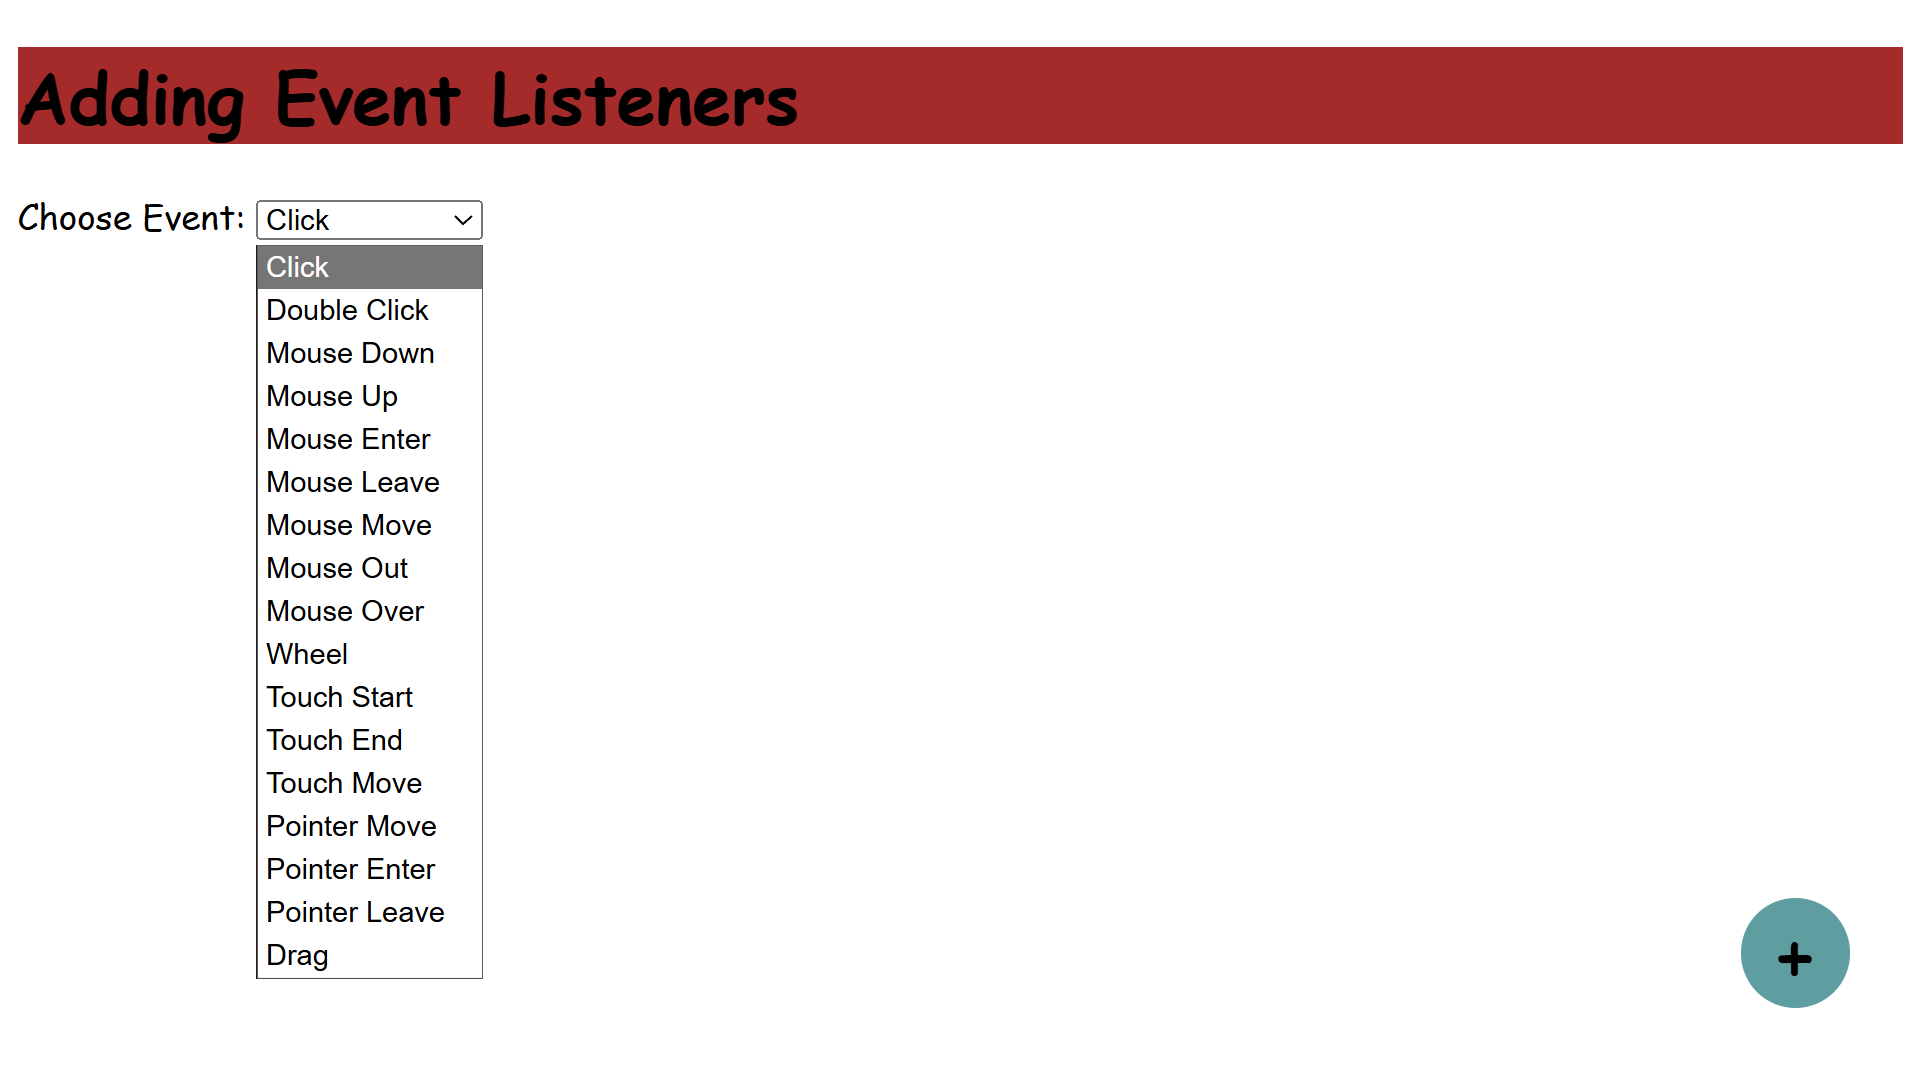 Adding Event Listeners
Choose Event: Click
Click
Double Click
Mouse Down
Mouse Up
Mouse Enter
Mouse Leave
Mouse Move
Mouse Out
Mouse Over
Wheel
Touch Start
Touch End
Touch Move
Pointer Move
Pointer Enter
Pointer Leave
Drag
+